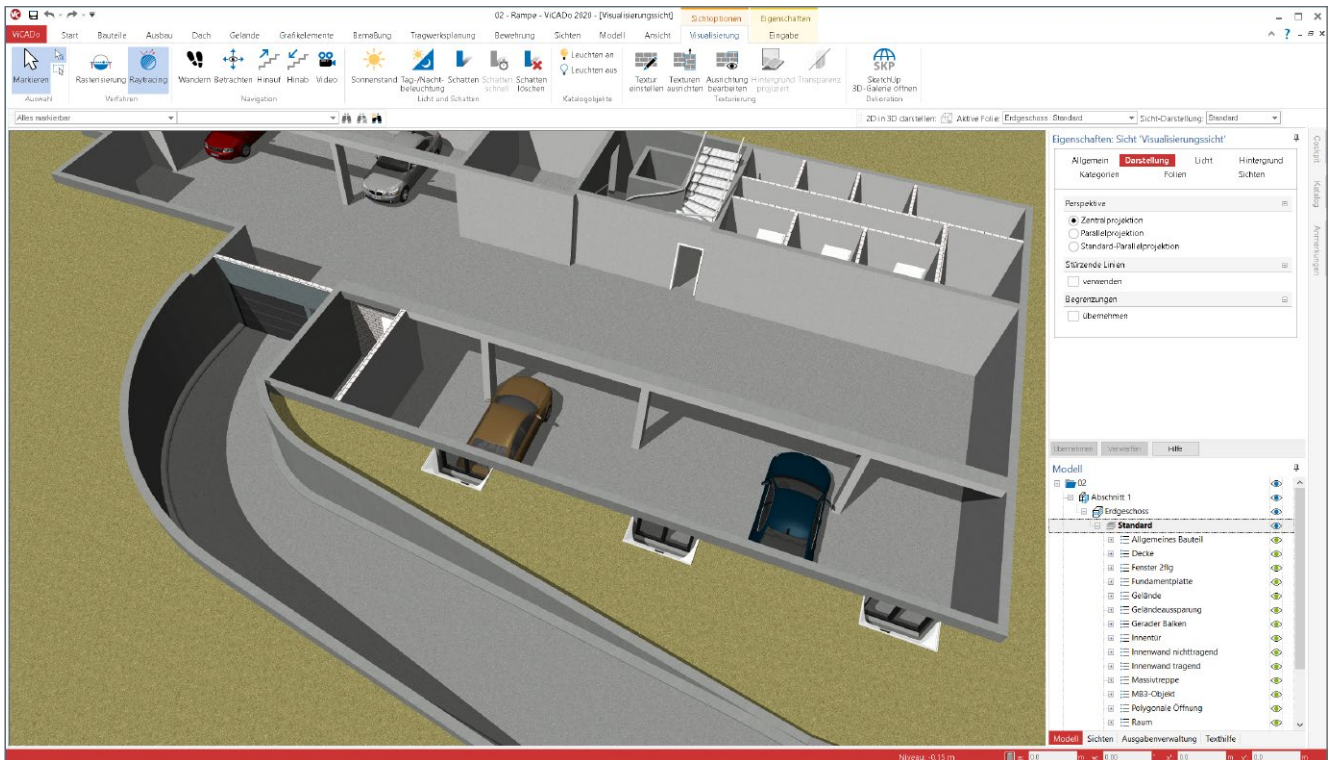 02 - Rampe - ViCADo 2020 - [Visualisierungssicht]
Sichtoptionen Eigenschaften
ViCADo Start Bauteile Ausbau Dach Gelände Grafikelemente Bemaßung Tragwerksplanung Bewehrung Sichten Modell Ansicht Visualisierung Eingabe
Markieren Rasterisierung Raytracing Wandern Betrachten Hinauf Hinab Video Sonnenstand Tag-/Nacht-beleuchtung Schatten Schatten schnell Schatten löschen
Leuchten an
Leuchten aus
Textur einstellen Texturen ausrichten Ausrichtung bearbeiten Hintergrund projiziert Transparenz
SKP
SketchUp
3D-Galerie öffnen
Auswahl Verfahren Navigation Licht und Schatten Katalogobjekte Texturierung Dekoration
Alles markierbar
2D in 3D darstellen: Aktive Folie: Erdgeschoss: Standard Sicht-Darstellung: Standard
Eigenschaften: Sicht 'Visualisierungssicht'
Allgemein Darstellung Licht Hintergrund
Kategorien Folien Sichten
Perspektive
Zentralprojektion
Parallelprojektion
Standard-Parallelprojektion
Stürzende Linien
verwenden
Begrenzungen
übernehmen
Übernehmen Verwerfen Hilfe
Modell
02
Abschnitt 1
Erdgeschoss
Standard
Allgemeines Bauteil
Decke
Fenster 2flg
Fundamentplatte
Gelände
Geländeaussparung
Gerader Balken
Innentür
Innenwand nichttragend
Innenwand tragend
Massivtreppe
MB3-Objekt
Polygonale Öffnung
Raum
Modell Sichten Ausgabenverwaltung Texthilfe
Cockpit
Katalog
Anmerkungen
Niveau: -0,15 m